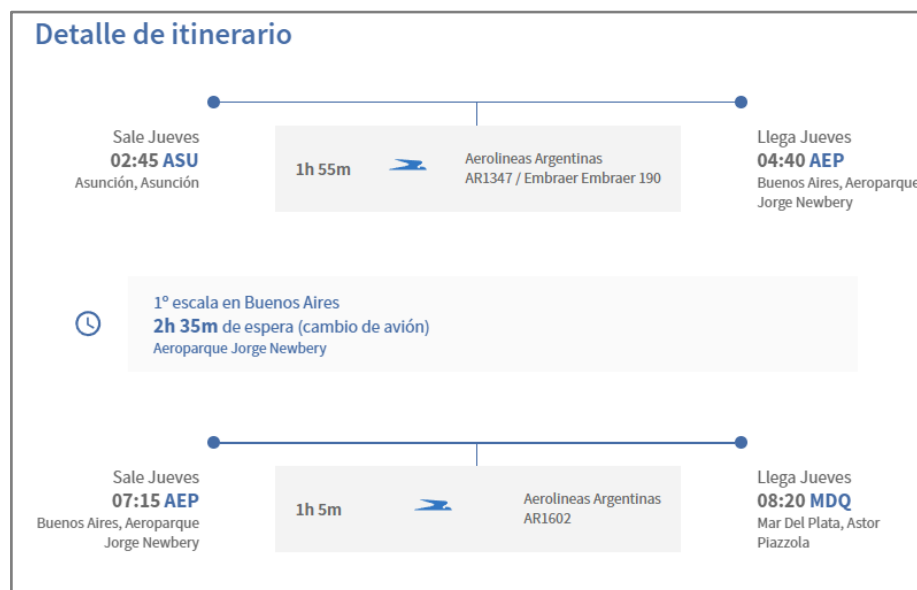 Detalle de itinerario
Sale Jueves
02:45 ASU
Asunción, Asunción
1h 55m
Aerolineas Argentinas
AR1347 / Embraer Embraer 190
Llega Jueves
04:40 AEP
Buenos Aires, Aeroparque
Jorge Newbery
1º escala en Buenos Aires
2h 35m de espera (cambio de avión)
Aeroparque Jorge Newbery
Sale Jueves
07:15 AEP
Buenos Aires, Aeroparque
Jorge Newbery
1h 5m
Aerolineas Argentinas
AR1602
Llega Jueves
08:20 MDQ
Mar Del Plata, Astor
Piazzola